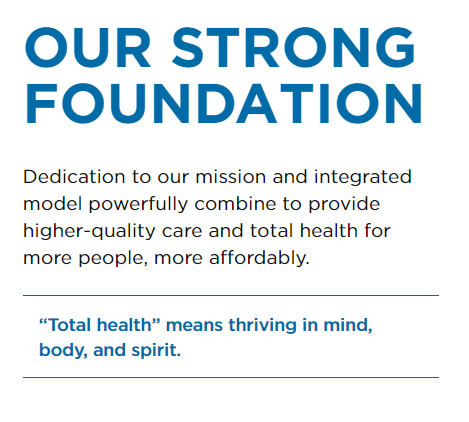 OUR STRONG
FOUNDATION
Dedication to our mission and integrated
model powerfully combine to provide
higher-quality care and total health for
more people, more affordably.
“Total health” means thriving in mind,
body, and spirit.